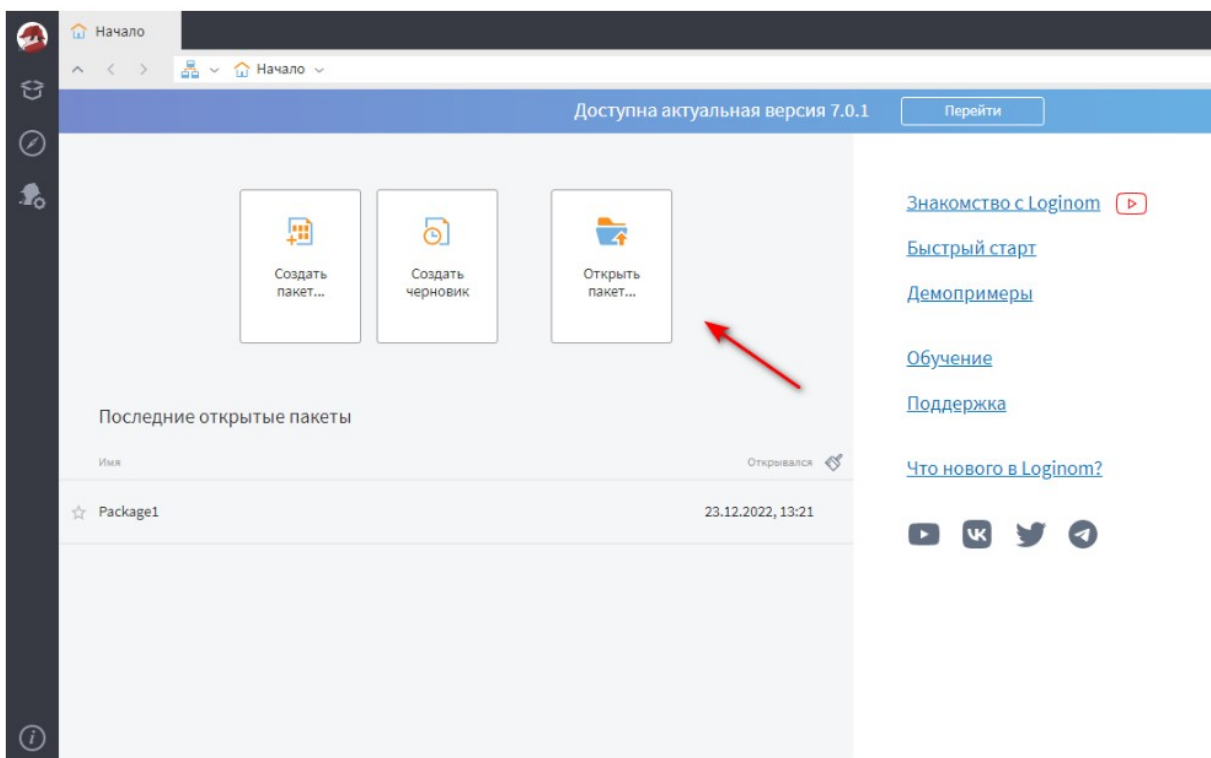 Начало
Начало
Доступна актуальная версия 7.0.1
Перейти
Создать
пакет...
Создать
черновик
Открыть
пакет...
Последние открытые пакеты
Имя
Открывался
Package1
23.12.2022, 13:21
Знакомство с Loginom
Быстрый старт
Демопримеры
Обучение
Поддержка
Что нового в Loginom?